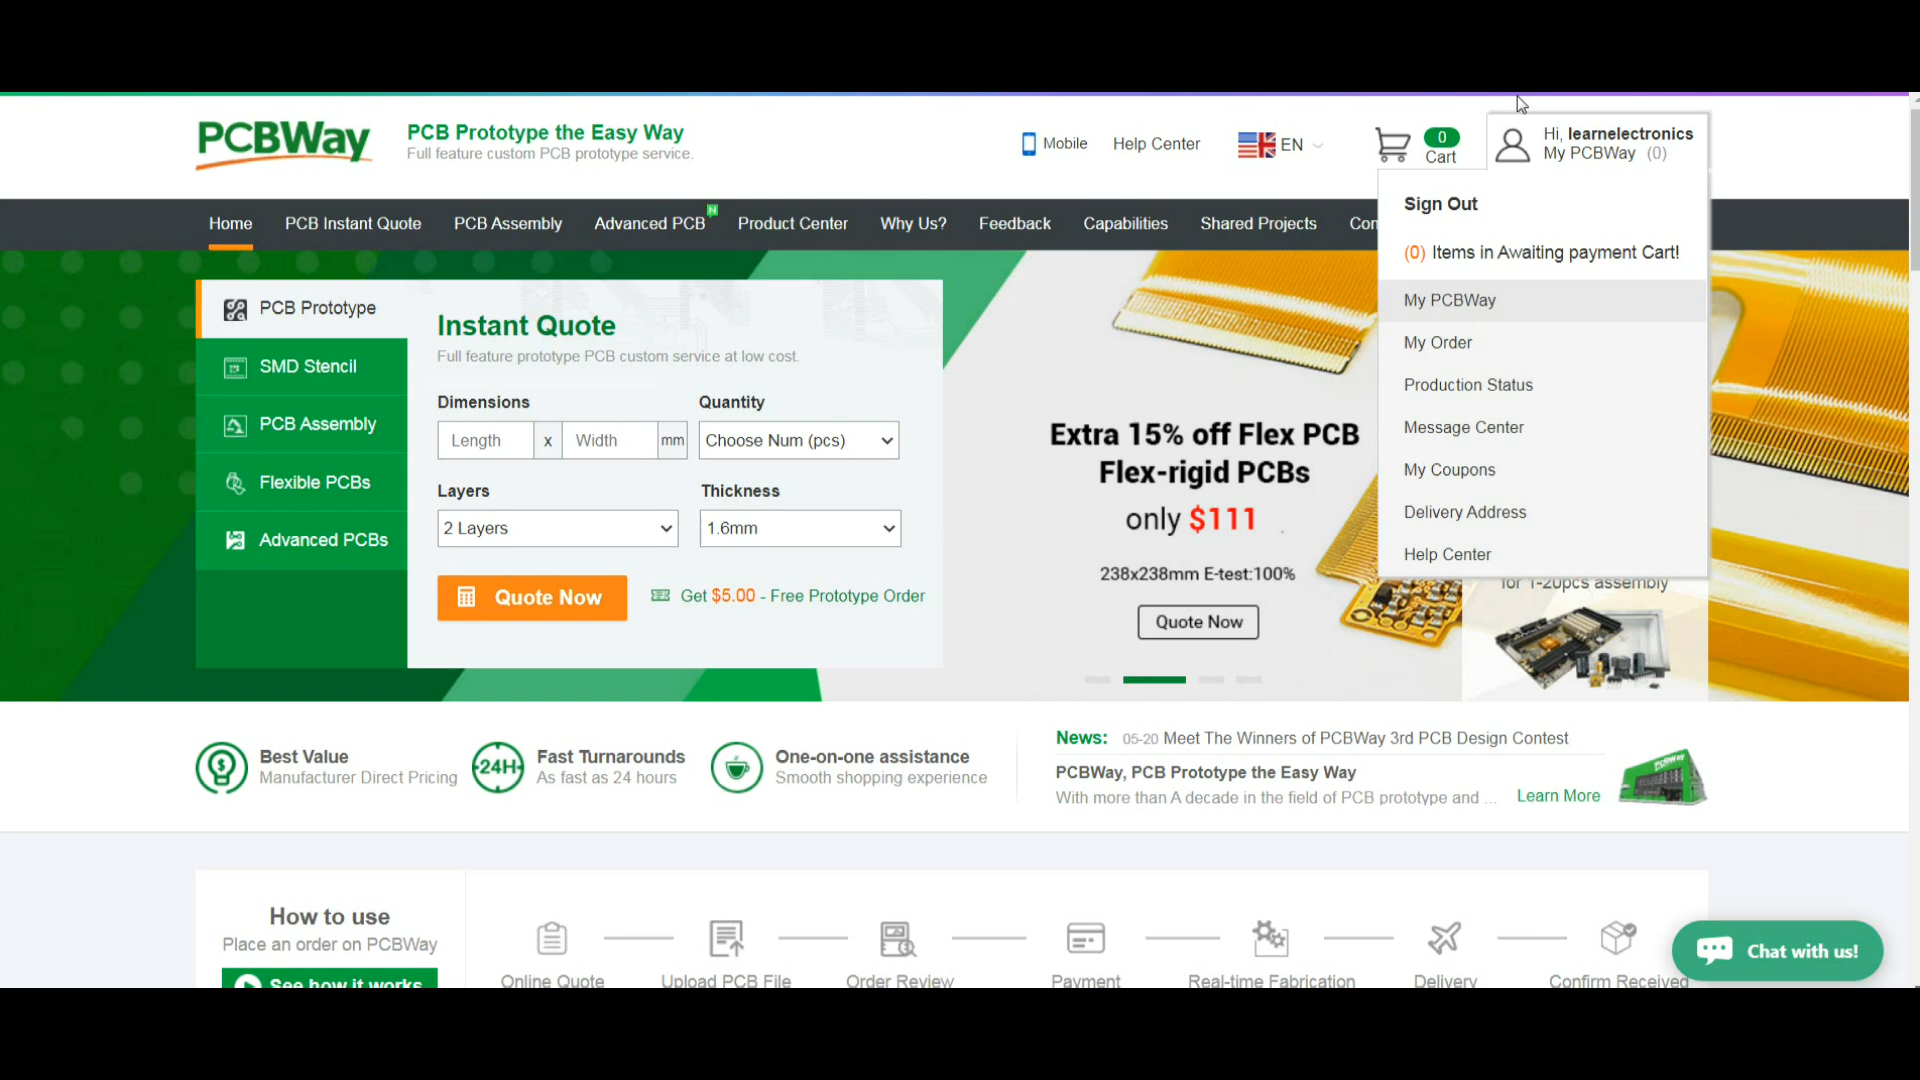 PCBWay
PCB Prototype the Easy Way
Full feature custom PCB prototype service.
Mobile
Help Center
EN
0
Cart
Hi, learnelectronics
My PCBWay (0)
Home
PCB Instant Quote
PCB Assembly
Advanced PCB
N
Product Center
Why Us?
Feedback
Capabilities
Shared Projects
Con
Sign Out
(0) Items in Awaiting payment Cart!
My PCBWay
My Order
Production Status
Message Center
My Coupons
Delivery Address
Help Center
PCB Prototype
SMD Stencil
PCB Assembly
Flexible PCBs
Advanced PCBs
Instant Quote
Full feature prototype PCB custom service at low cost.
Dimensions
Quantity
Length x Width mm
Choose Num (pcs)
Layers
Thickness
2 Layers
1.6mm
Quote Now
Get $5.00 - Free Prototype Order
Extra 15% off Flex PCB
Flex-rigid PCBs
only $111
238x238mm E-test:100%
Quote Now
for 1-20pcs assembly
Best Value
Manufacturer Direct Pricing
24H
Fast Turnarounds
As fast as 24 hours
One-on-one assistance
Smooth shopping experience
News: 05-20 Meet The Winners of PCBWay 3rd PCB Design Contest
PCBWay, PCB Prototype the Easy Way
With more than A decade in the field of PCB prototype and ...
Learn More
PCBWay
How to use
Place an order on PCBWay
See how it works
Online Quote
Upload PCB File
Order Review
Payment
Real-time Fabrication
Delivery
Confirm Received
Chat with us!